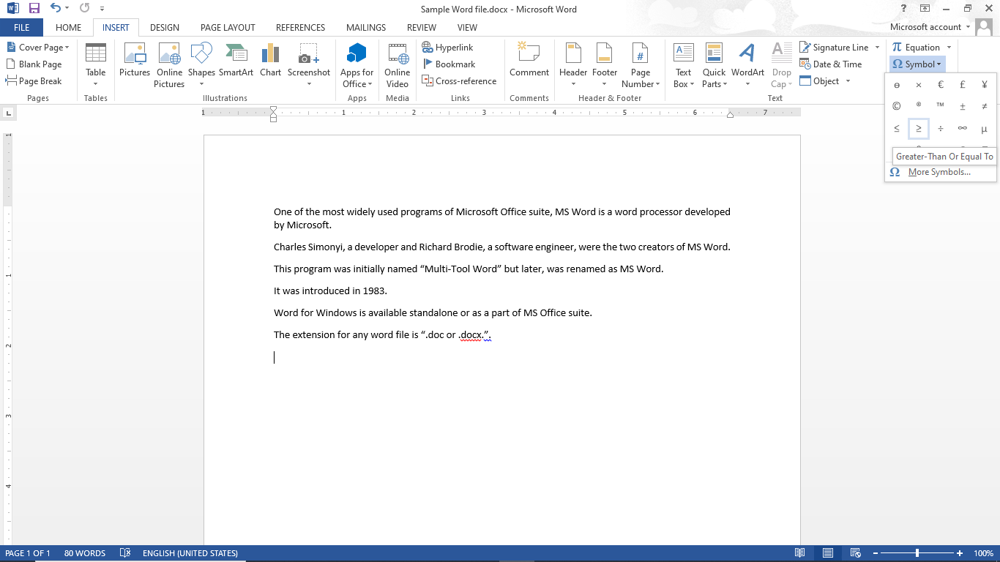 Sample Word file.docx - Microsoft Word
?
FILE HOME INSERT DESIGN PAGE LAYOUT REFERENCES MAILINGS REVIEW VIEW Microsoft account
Cover Page
Blank Page
Page Break
Pages
Table
Tables
Pictures
Online Pictures
Shapes
SmartArt
Chart
Screenshot
Illustrations
Apps for Office
Apps
Online Video
Media
Hyperlink
Bookmark
Cross-reference
Links
Comment
Comments
Header
Footer
Page Number
#
Header & Footer
Text Box
Quick Parts
WordArt
Drop Cap
Signature Line
Date & Time
Object
Text
π Equation
Ω Symbol
ɵ × € £ ¥
© ® ™ ± ≠
≤ ≥ ÷ ∞ µ
Greater-Than Or Equal To
Ω More Symbols...
1 1 2 3 4 5 6 7
1
1
2
3
4
One of the most widely used programs of Microsoft Office suite, MS Word is a word processor developed
by Microsoft.
Charles Simonyi, a developer and Richard Brodie, a software engineer, were the two creators of MS Word.
This program was initially named “Multi-Tool Word” but later, was renamed as MS Word.
It was introduced in 1983.
Word for Windows is available standalone or as a part of MS Office suite.
The extension for any word file is “.doc or .docx.”.
PAGE 1 OF 1 80 WORDS ENGLISH (UNITED STATES) 100%